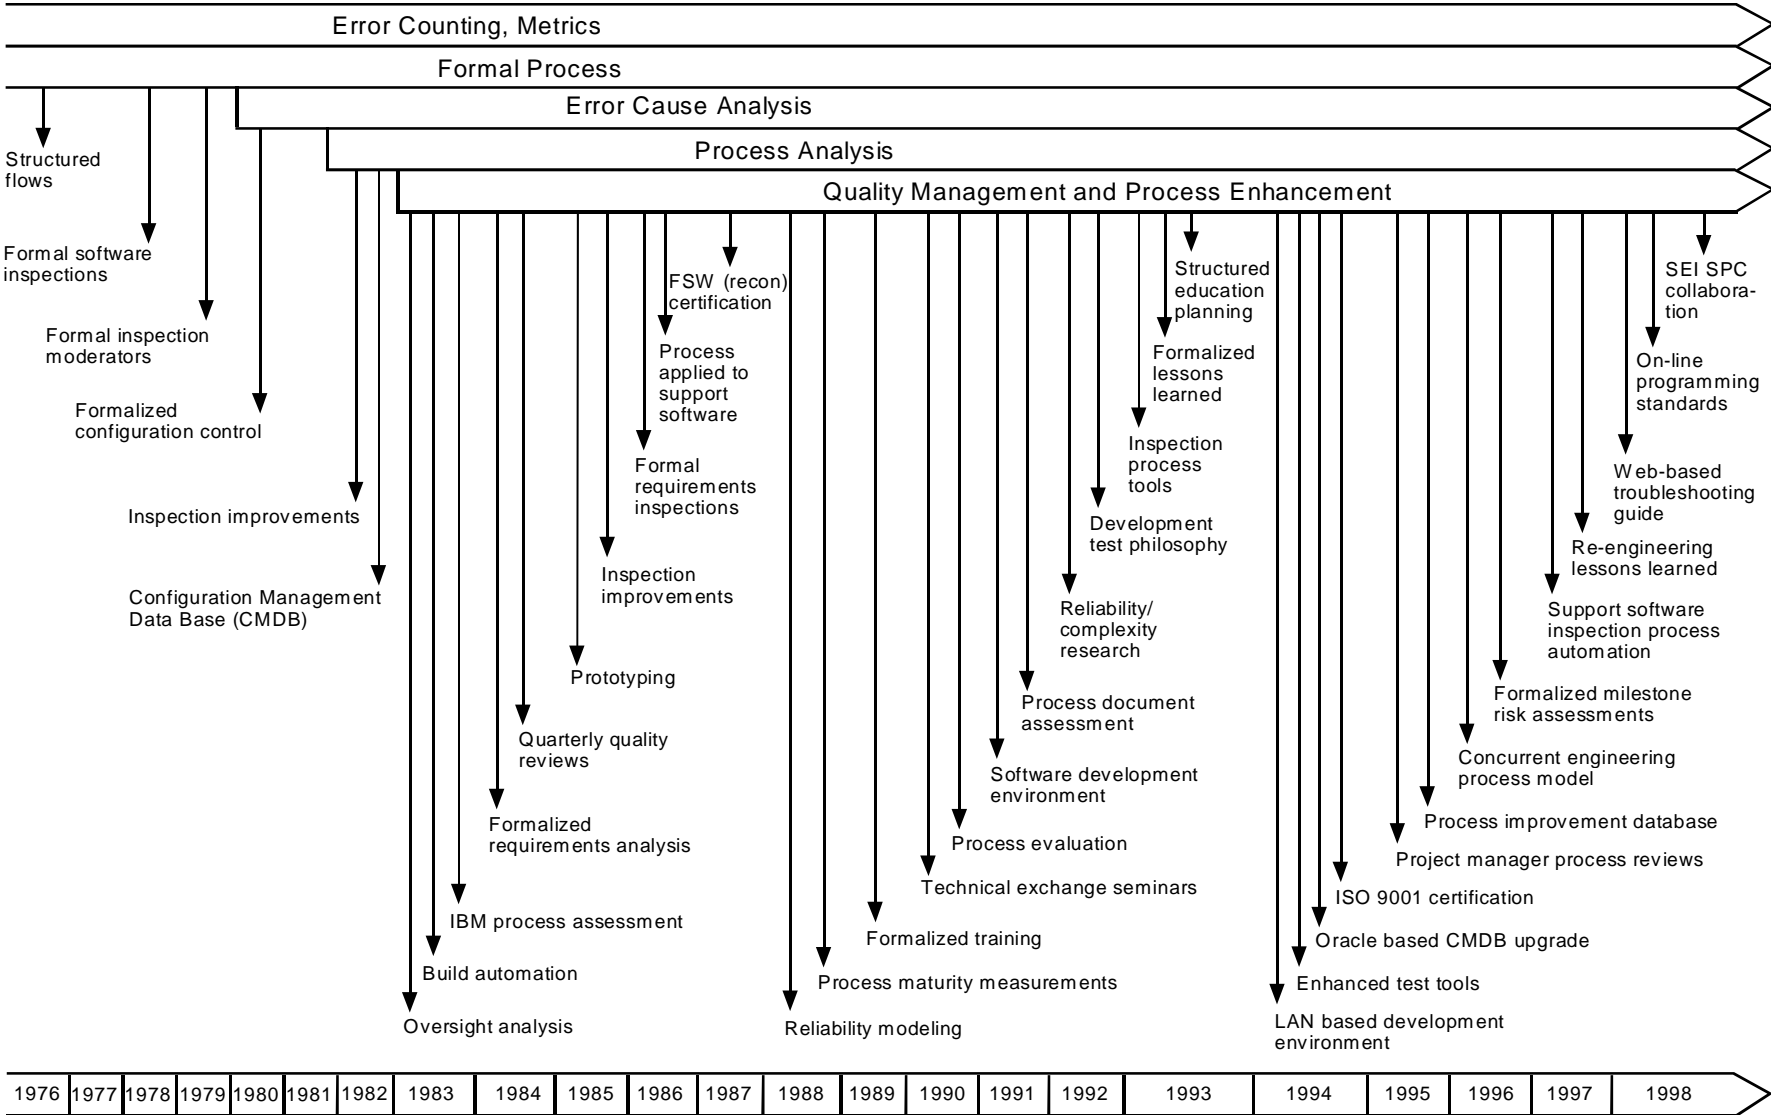 Error Counting, Metrics
Formal Process
Error Cause Analysis
Process Analysis
Quality Management and Process Enhancement
Structured
flows
Formal software
inspections
Formal inspection
moderators
Formalized
configuration control
Inspection improvements
Configuration Management
Data Base (CMDB)
Oversight analysis
Build automation
IBM process assessment
Formalized
requirements analysis
Quarterly quality
reviews
Prototyping
Inspection
improvements
Formal
requirements
inspections
Process
applied to
support
software
FSW (recon)
certification
Reliability modeling
Process maturity measurements
Formalized training
Technical exchange seminars
Process evaluation
Software development
environment
Process document
assessment
Reliability/
complexity
research
Development
test philosophy
Inspection
process
tools
Formalized
lessons
learned
Structured
education
planning
LAN based development
environment
Enhanced test tools
Oracle based CMDB upgrade
ISO 9001 certification
Project manager process reviews
Process improvement database
Concurrent engineering
process model
Formalized milestone
risk assessments
Support software
inspection process
automation
Re-engineering
lessons learned
Web-based
troubleshooting
guide
On-line
programming
standards
SEI SPC
collabora-
tion
1976 1977 1978 1979 1980 1981 1982 1983 1984 1985 1986 1987 1988 1989 1990 1991 1992 1993 1994 1995 1996 1997 1998